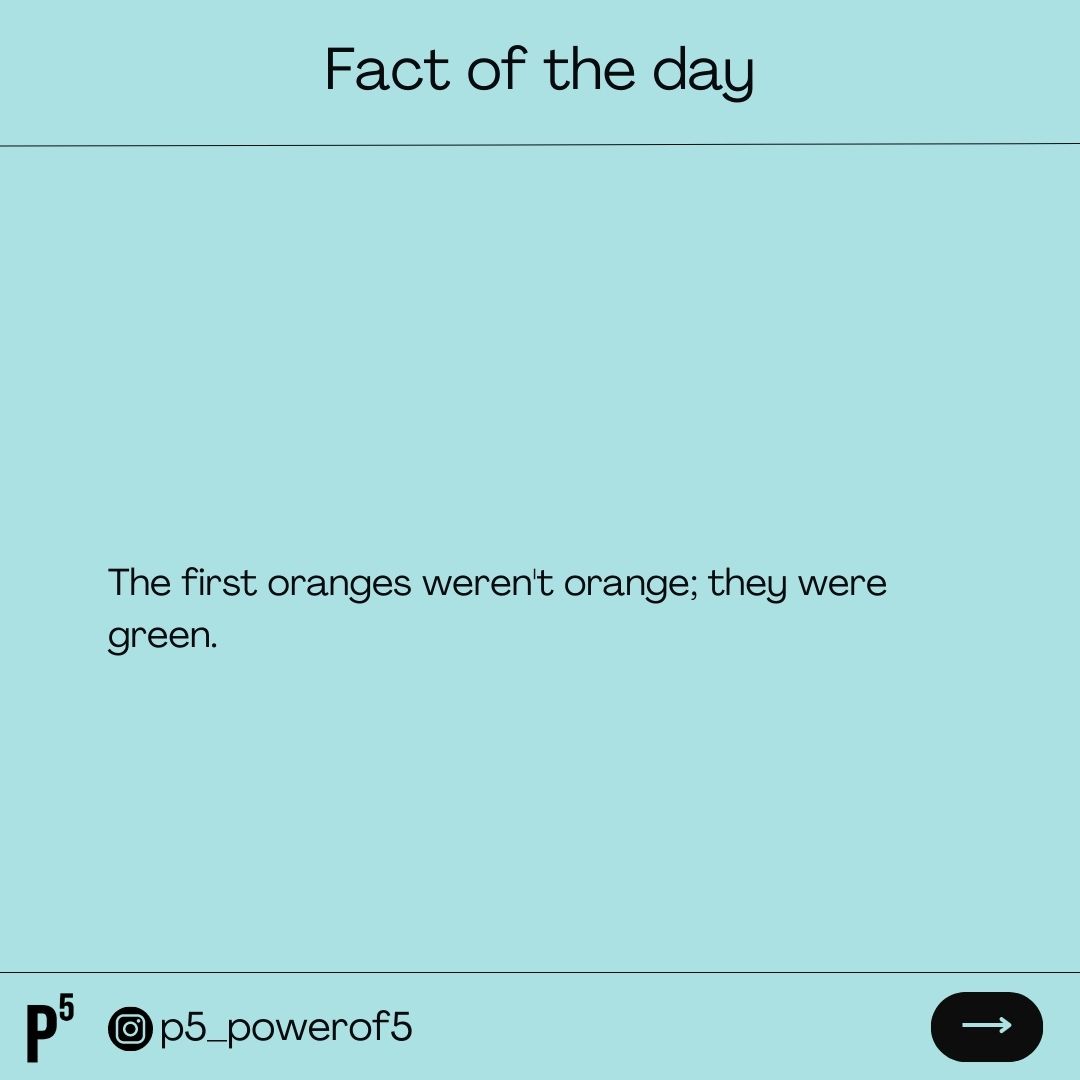 Fact of the day
The first oranges weren't orange; they were
green.
P5
p5_powerof5